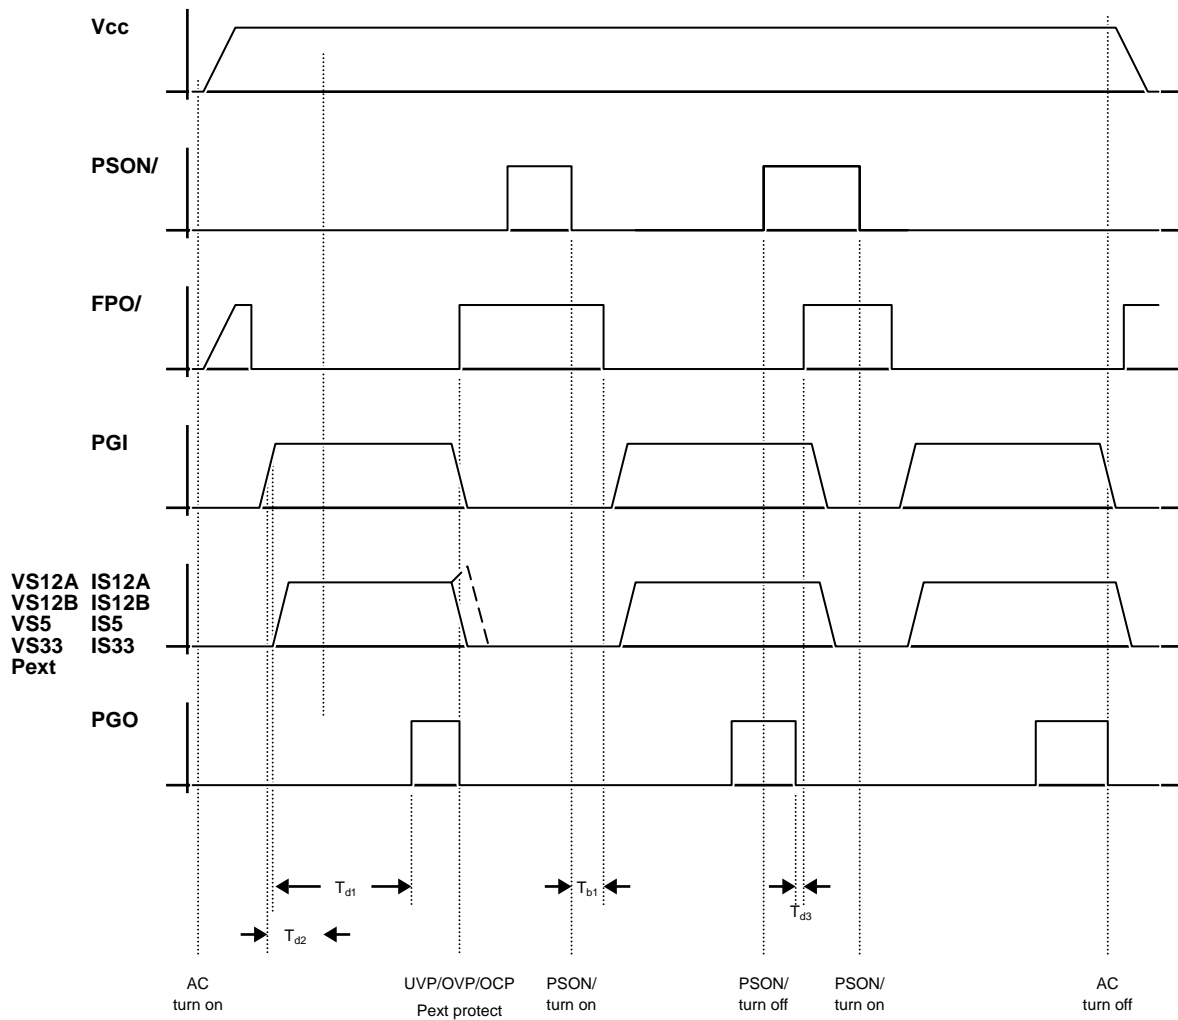 Vcc
PSON/
FPO/
PGI
VS12A IS12A
VS12B IS12B
VS5 IS5
VS33 IS33
Pext
PGO
Td1
Tb1
Td3
Td2
AC
turn on
UVP/OVP/OCP
Pext protect
PSON/
turn on
PSON/
turn off
PSON/
turn on
AC
turn off